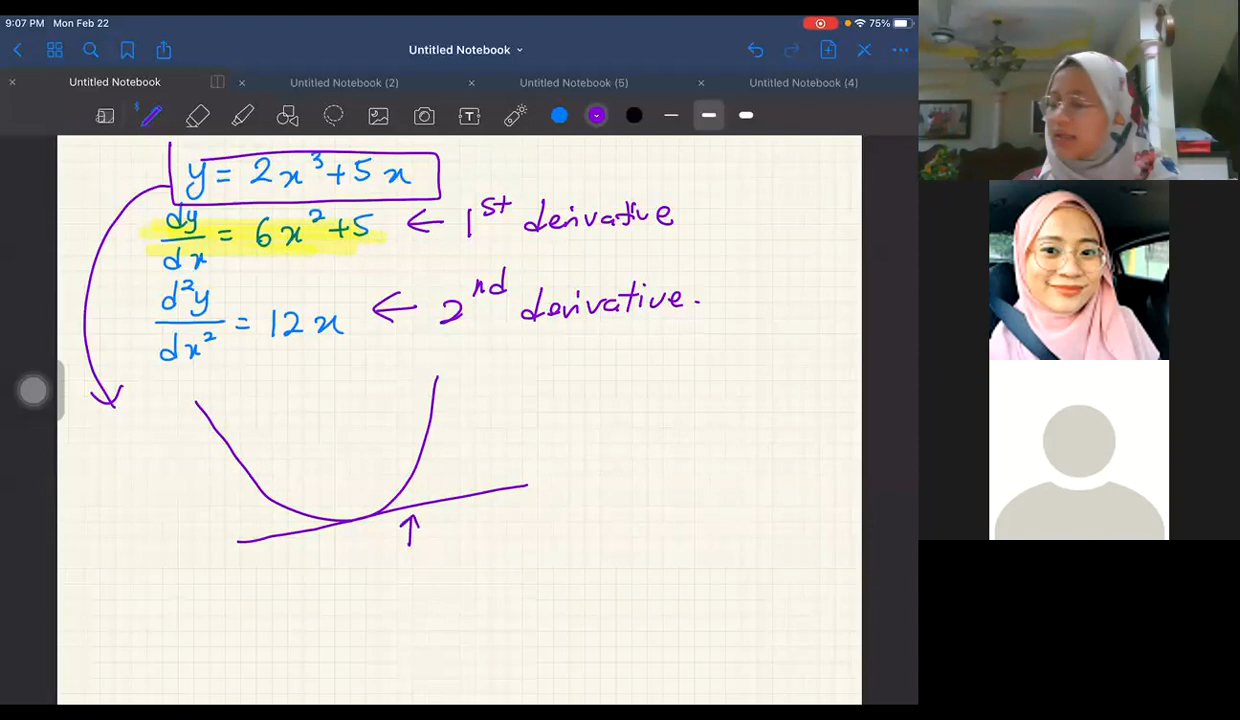 9:07 PM Mon Feb 22
75%
Untitled Notebook
Untitled Notebook
Untitled Notebook (2)
Untitled Notebook (5)
Untitled Notebook (4)
y = 2x³ + 5x
dy/dx = 6x² + 5 ← 1st derivative
d²y/dx² = 12x ← 2nd derivative.